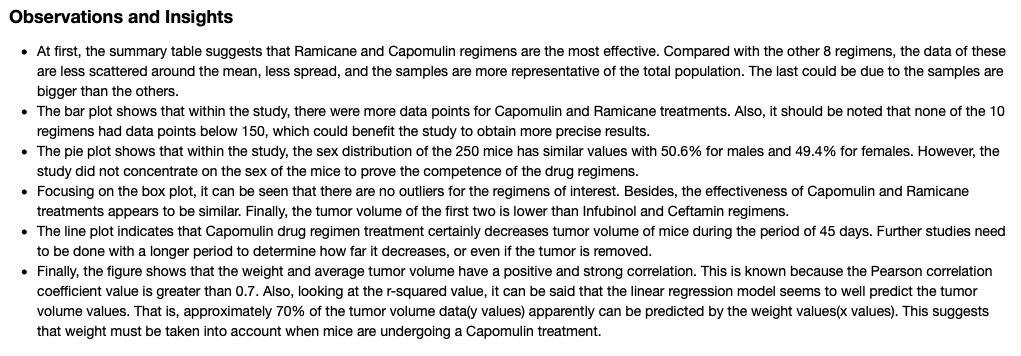 Observations and Insights
• At first, the summary table suggests that Ramicane and Capomulin regimens are the most effective. Compared with the other 8 regimens, the data of these
are less scattered around the mean, less spread, and the samples are more representative of the total population. The last could be due to the samples are
bigger than the others.
• The bar plot shows that within the study, there were more data points for Capomulin and Ramicane treatments. Also, it should be noted that none of the 10
regimens had data points below 150, which could benefit the study to obtain more precise results.
• The pie plot shows that within the study, the sex distribution of the 250 mice has similar values with 50.6% for males and 49.4% for females. However, the
study did not concentrate on the sex of the mice to prove the competence of the drug regimens.
• Focusing on the box plot, it can be seen that there are no outliers for the regimens of interest. Besides, the effectiveness of Capomulin and Ramicane
treatments appears to be similar. Finally, the tumor volume of the first two is lower than Infubinol and Ceftamin regimens.
• The line plot indicates that Capomulin drug regimen treatment certainly decreases tumor volume of mice during the period of 45 days. Further studies need
to be done with a longer period to determine how far it decreases, or even if the tumor is removed.
• Finally, the figure shows that the weight and average tumor volume have a positive and strong correlation. This is known because the Pearson correlation
coefficient value is greater than 0.7. Also, looking at the r-squared value, it can be said that the linear regression model seems to well predict the tumor
volume values. That is, approximately 70% of the tumor volume data(y values) apparently can be predicted by the weight values(x values). This suggests
that weight must be taken into account when mice are undergoing a Capomulin treatment.